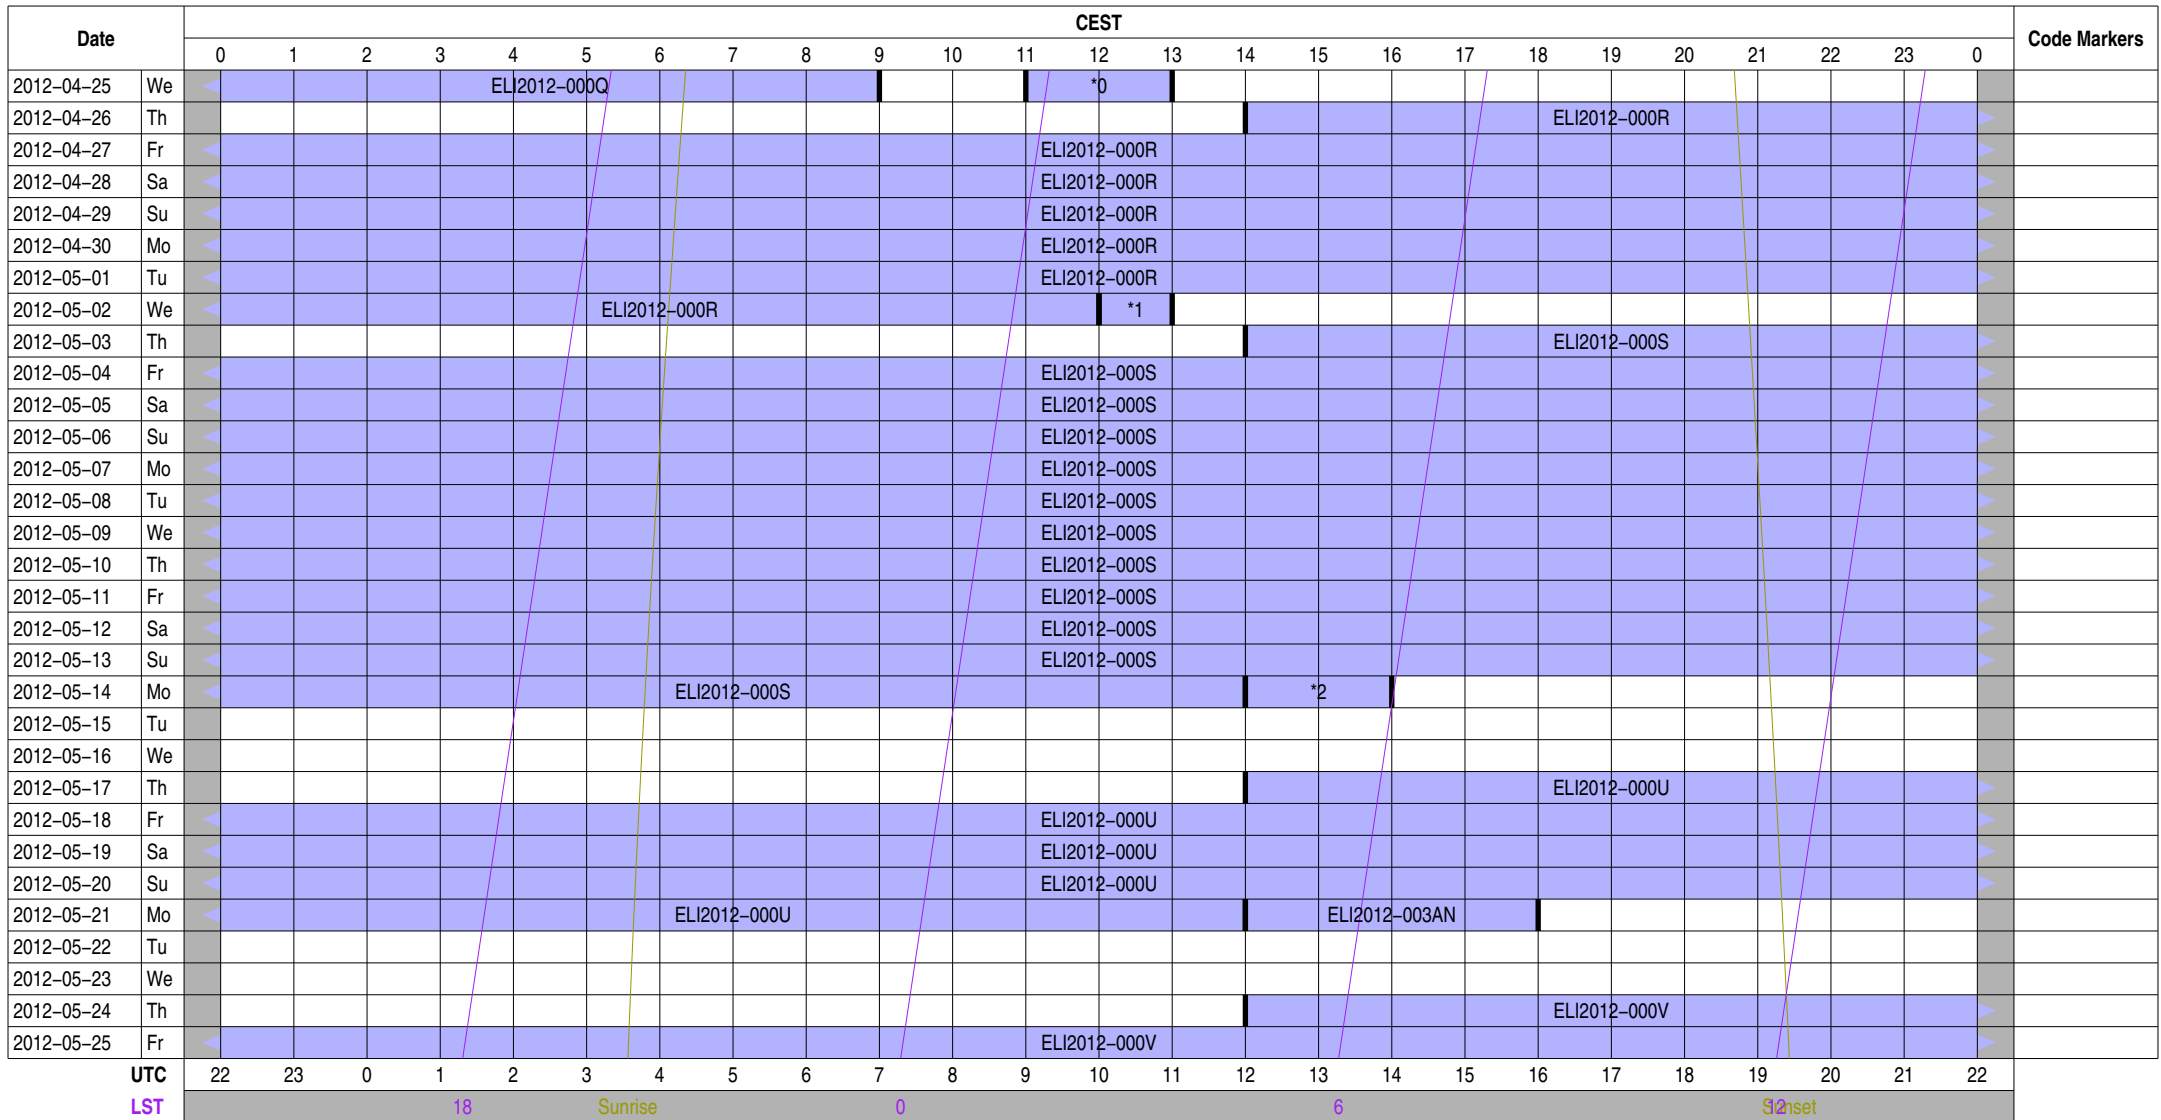 Date CEST Code Markers
0 1 2 3 4 5 6 7 8 9 10 11 12 13 14 15 16 17 18 19 20 21 22 23 0
2012-04-25 We ELI2012-000Q *0
2012-04-26 Th ELI2012-000R
2012-04-27 Fr ELI2012-000R
2012-04-28 Sa ELI2012-000R
2012-04-29 Su ELI2012-000R
2012-04-30 Mo ELI2012-000R
2012-05-01 Tu ELI2012-000R
2012-05-02 We ELI2012-000R *1
2012-05-03 Th ELI2012-000S
2012-05-04 Fr ELI2012-000S
2012-05-05 Sa ELI2012-000S
2012-05-06 Su ELI2012-000S
2012-05-07 Mo ELI2012-000S
2012-05-08 Tu ELI2012-000S
2012-05-09 We ELI2012-000S
2012-05-10 Th ELI2012-000S
2012-05-11 Fr ELI2012-000S
2012-05-12 Sa ELI2012-000S
2012-05-13 Su ELI2012-000S
2012-05-14 Mo ELI2012-000S *2
2012-05-15 Tu
2012-05-16 We
2012-05-17 Th ELI2012-000U
2012-05-18 Fr ELI2012-000U
2012-05-19 Sa ELI2012-000U
2012-05-20 Su ELI2012-000U
2012-05-21 Mo ELI2012-000U ELI2012-003AN
2012-05-22 Tu
2012-05-23 We
2012-05-24 Th ELI2012-000V
2012-05-25 Fr ELI2012-000V
UTC 22 23 0 1 2 3 4 5 6 7 8 9 10 11 12 13 14 15 16 17 18 19 20 21 22
LST 18 Sunrise 0 6 12 Sunset